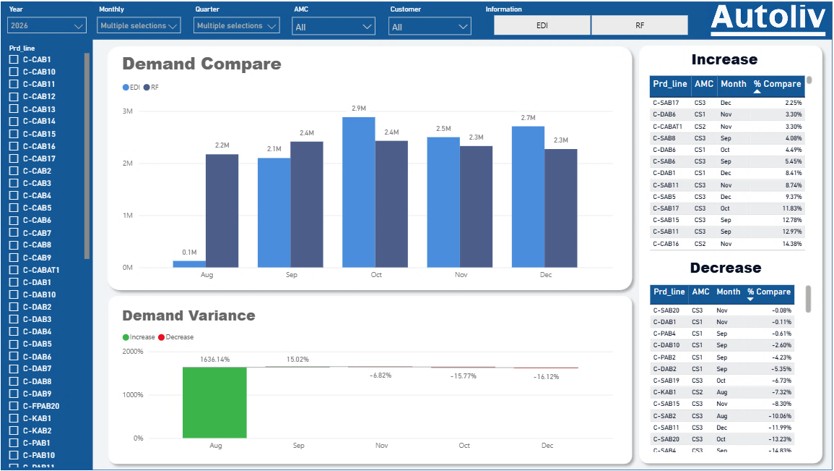 Year
Monthly
Quarter
AMC
Customer
Information
2026
Multiple selections
Multiple selections
All
All
EDI
RF
Autoliv
Prd_line
C-CAB1
C-CAB10
C-CAB11
C-CAB12
C-CAB13
C-CAB14
C-CAB15
C-CAB16
C-CAB17
C-CAB2
C-CAB3
C-CAB4
C-CAB5
C-CAB6
C-CAB7
C-CAB8
C-CAB9
C-CABAT1
C-DAB1
C-DAB10
C-DAB2
C-DAB3
C-DAB4
C-DAB5
C-DAB6
C-DAB7
C-DAB8
C-DAB9
C-FPAB20
C-KAB1
C-KAB2
C-PAB1
C-PAB10
C-PAB11
Demand Compare
EDI RF
3M
2M
1M
0M
0.1M
2.2M
2.1M
2.4M
2.9M
2.4M
2.5M
2.3M
2.7M
2.3M
Aug Sep Oct Nov Dec
Demand Variance
Increase Decrease
2000%
1000%
0%
1636.14%
15.02%
-6.82%
-15.77%
-16.12%
Aug Sep Nov Oct Dec
Increase
Prd_line AMC Month % Compare
C-SAB17 CS3 Dec 2.25%
C-DAB6 CS1 Nov 3.30%
C-CABAT1 CS2 Nov 3.30%
C-SAB8 CS3 Sep 4.08%
C-DAB6 CS1 Oct 4.49%
C-SAB6 CS3 Sep 5.45%
C-DAB1 CS1 Dec 8.41%
C-SAB11 CS3 Nov 8.74%
C-SAB5 CS3 Dec 9.37%
C-SAB17 CS3 Oct 11.83%
C-SAB15 CS3 Sep 12.78%
C-SAB11 CS3 Sep 12.97%
C-CAB16 CS2 Nov 14.38%
Decrease
Prd_line AMC Month % Compare
C-SAB20 CS3 Nov -0.08%
C-DAB1 CS1 Nov -0.11%
C-PAB4 CS1 Sep -0.61%
C-DAB10 CS1 Sep -2.60%
C-PAB2 CS1 Sep -4.23%
C-DAB2 CS1 Sep -5.35%
C-SAB19 CS3 Oct -6.73%
C-KAB1 CS2 Aug -7.32%
C-SAB15 CS3 Nov -8.30%
C-SAB2 CS3 Aug -10.06%
C-SAB11 CS3 Dec -11.99%
C-SAB20 CS3 Oct -13.23%
C-SAB4 CS3 Sep -14.83%